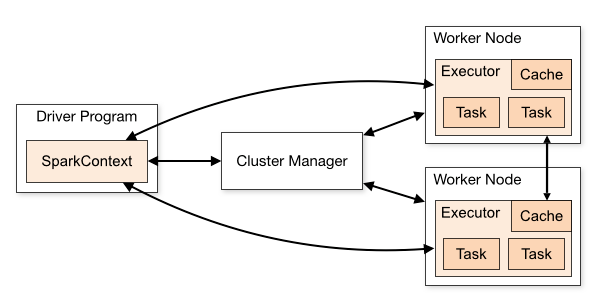 Driver Program
SparkContext
Cluster Manager
Worker Node
Executor
Cache
Task
Task
Worker Node
Executor
Cache
Task
Task